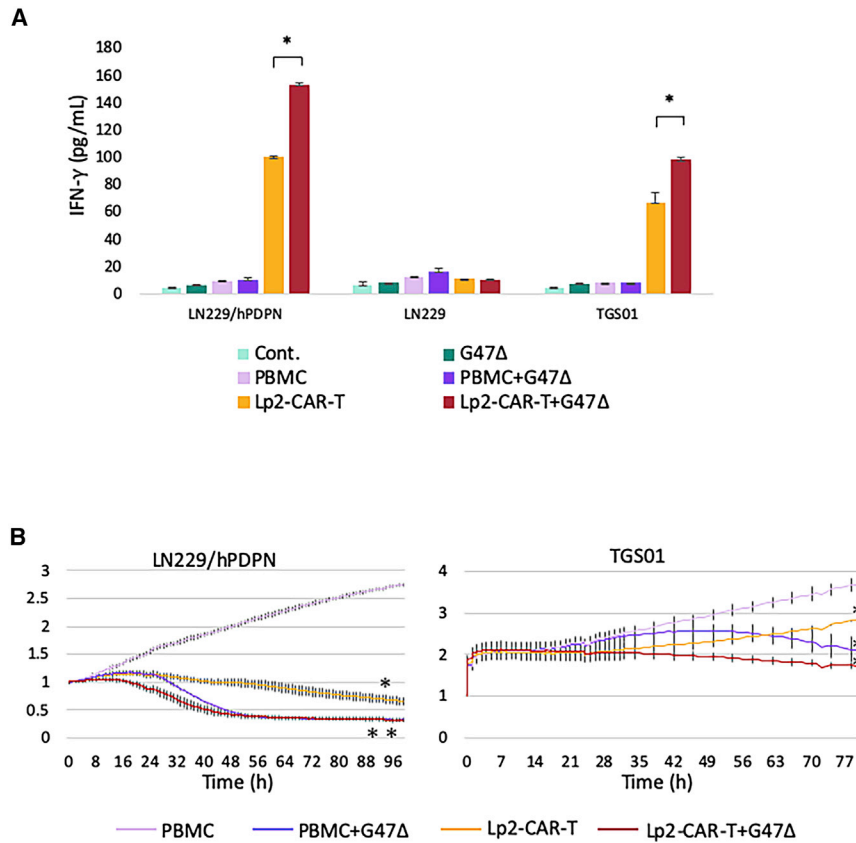 A
IFN-γ (pg/mL)
180
160
140
120
100
80
60
40
20
0
*
*
LN229/hPDPN LN229 TGS01
Cont. G47Δ
PBMC PBMC+G47Δ
Lp2-CAR-T Lp2-CAR-T+G47Δ
B
LN229/hPDPN
3
2.5
2
1.5
1
0.5
0
*
* *
0 8 16 24 32 40 48 56 64 72 80 88 96
Time (h)
TGS01
4
3
2
1
0
*
*
*
0 7 14 21 28 35 42 49 56 63 70 77
Time (h)
PBMC PBMC+G47Δ Lp2-CAR-T Lp2-CAR-T+G47Δ